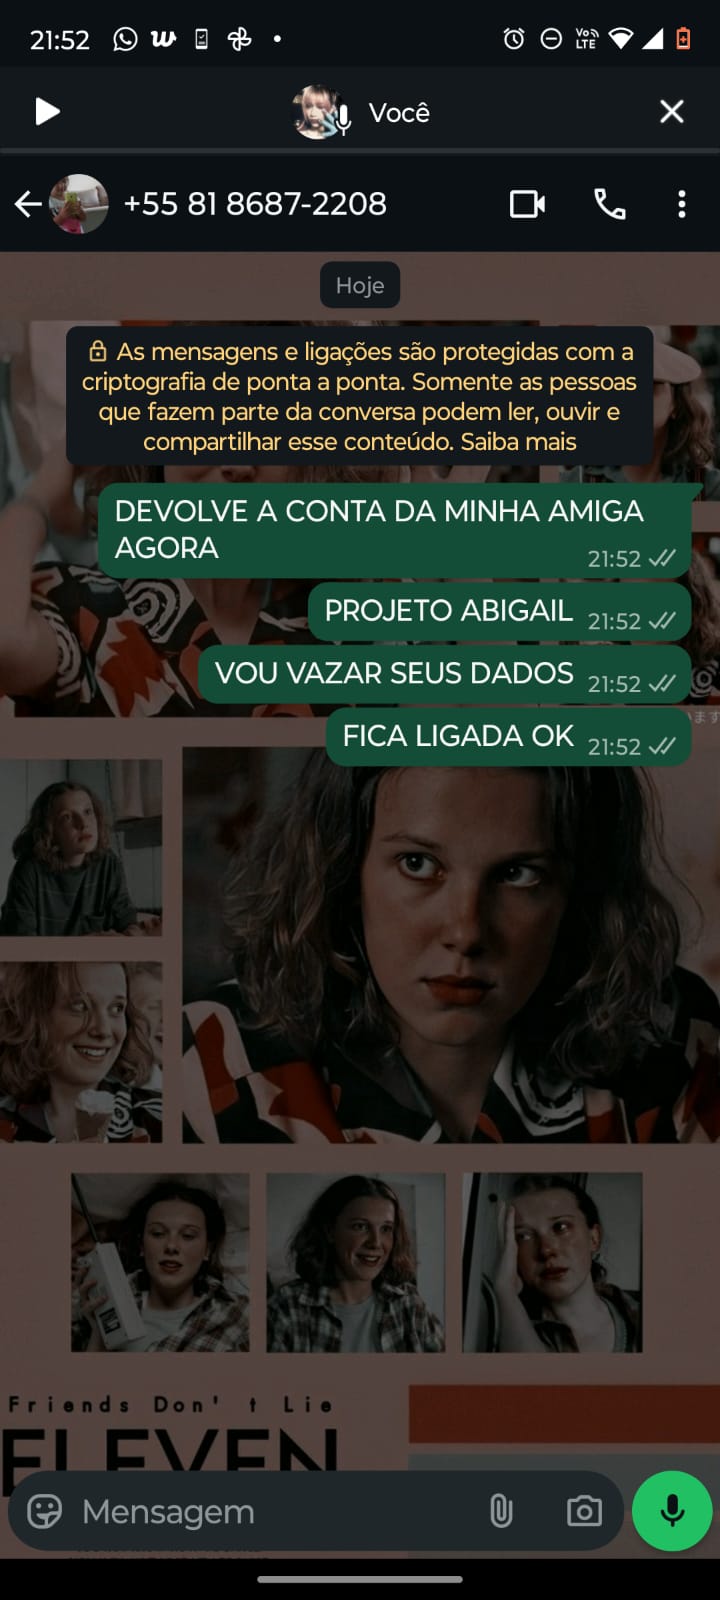 21:52
Você
+55 81 8687-2208
Hoje
As mensagens e ligações são protegidas com a
criptografia de ponta a ponta. Somente as pessoas
que fazem parte da conversa podem ler, ouvir e
compartilhar esse conteúdo. Saiba mais
DEVOLVE A CONTA DA MINHA AMIGA
AGORA 21:52
PROJETO ABIGAIL 21:52
VOU VAZAR SEUS DADOS 21:52
FICA LIGADA OK 21:52
Friends Don't Lie
ELEVEN
Mensagem